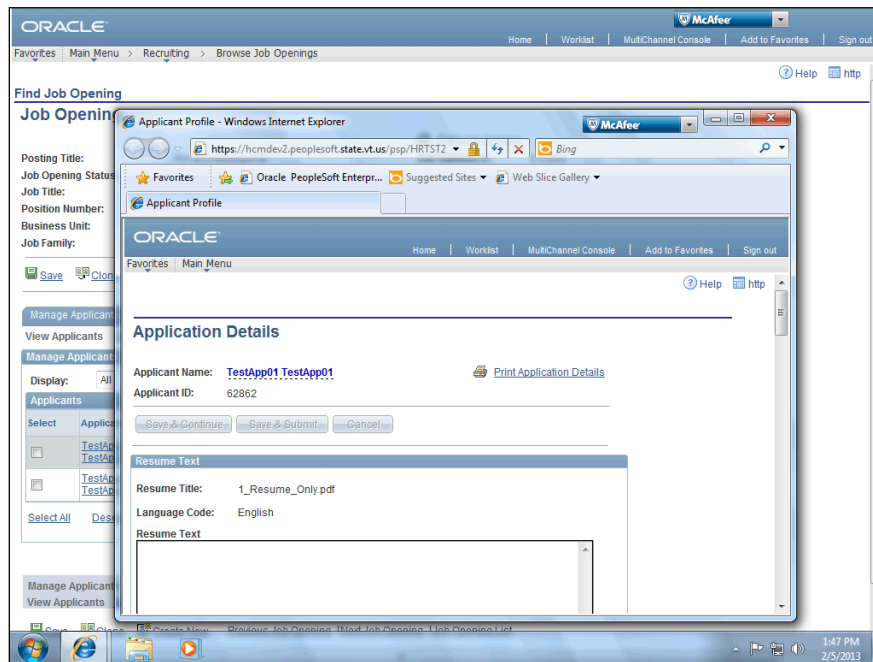 ORACLE
McAfee
Home | Worklist | MultiChannel Console | Add to Favorites | Sign out
Favorites Main Menu > Recruiting > Browse Job Openings
Help http
Find Job Opening
Job Opening
Posting Title:
Job Opening Status
Job Title:
Position Number:
Business Unit:
Job Family:
Save Clon
Manage Applicant
View Applicants
Manage Applicant
Display: All
Applicants
Select Applica
TestAp
TestAp
TestAp
TestAp
Select All Dese
Manage Applicant
View Applicants
Save Clone Create New Previous Job Opening Next Job Opening Job Opening List
Applicant Profile - Windows Internet Explorer
McAfee
https://hcmdev2.peoplesoft.state.vt.us/psp/HRTST2
Bing
Favorites Oracle PeopleSoft Enterpr... Suggested Sites Web Slice Gallery
Applicant Profile
ORACLE
Home | Worklist | MultiChannel Console | Add to Favorites | Sign out
Favorites Main Menu
Help http
Application Details
Applicant Name: TestApp01 TestApp01 Print Application Details
Applicant ID: 62862
Save & Continue Save & Submit Cancel
Resume Text
Resume Title: 1_Resume_Only.pdf
Language Code: English
Resume Text
1:47 PM
2/5/2013